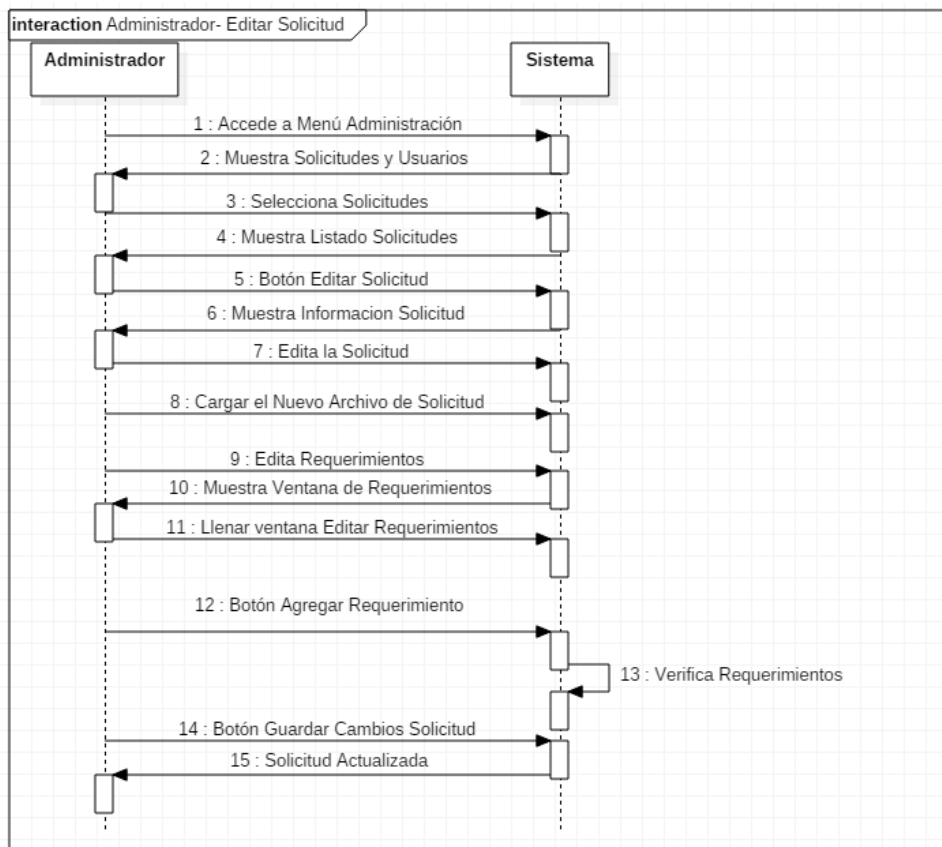 interaction Administrador- Editar Solicitud
Administrador
Sistema
1 : Accede a Menú Administración
2 : Muestra Solicitudes y Usuarios
3 : Selecciona Solicitudes
4 : Muestra Listado Solicitudes
5 : Botón Editar Solicitud
6 : Muestra Informacion Solicitud
7 : Edita la Solicitud
8 : Cargar el Nuevo Archivo de Solicitud
9 : Edita Requerimientos
10 : Muestra Ventana de Requerimientos
11 : Llenar ventana Editar Requerimientos
12 : Botón Agregar Requerimiento
13 : Verifica Requerimientos
14 : Botón Guardar Cambios Solicitud
15 : Solicitud Actualizada